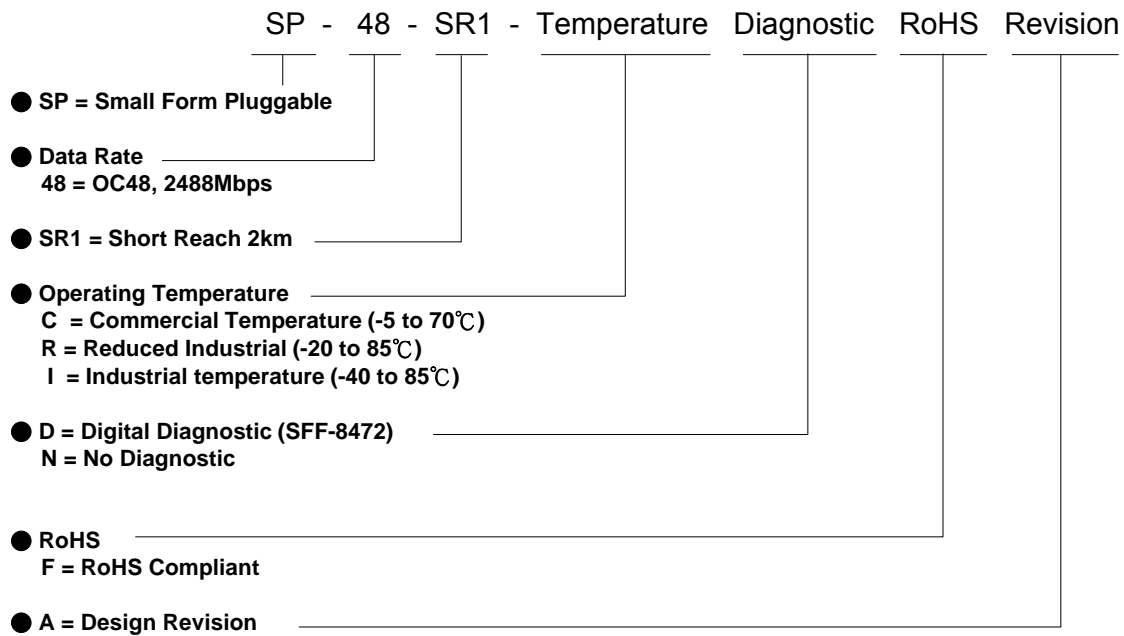 SP - 48 - SR1 - Temperature Diagnostic RoHS Revision
● SP = Small Form Pluggable
● Data Rate
48 = OC48, 2488Mbps
● SR1 = Short Reach 2km
● Operating Temperature
C = Commercial Temperature (-5 to 70℃)
R = Reduced Industrial (-20 to 85℃)
I = Industrial temperature (-40 to 85℃)
● D = Digital Diagnostic (SFF-8472)
N = No Diagnostic
● RoHS
F = RoHS Compliant
● A = Design Revision